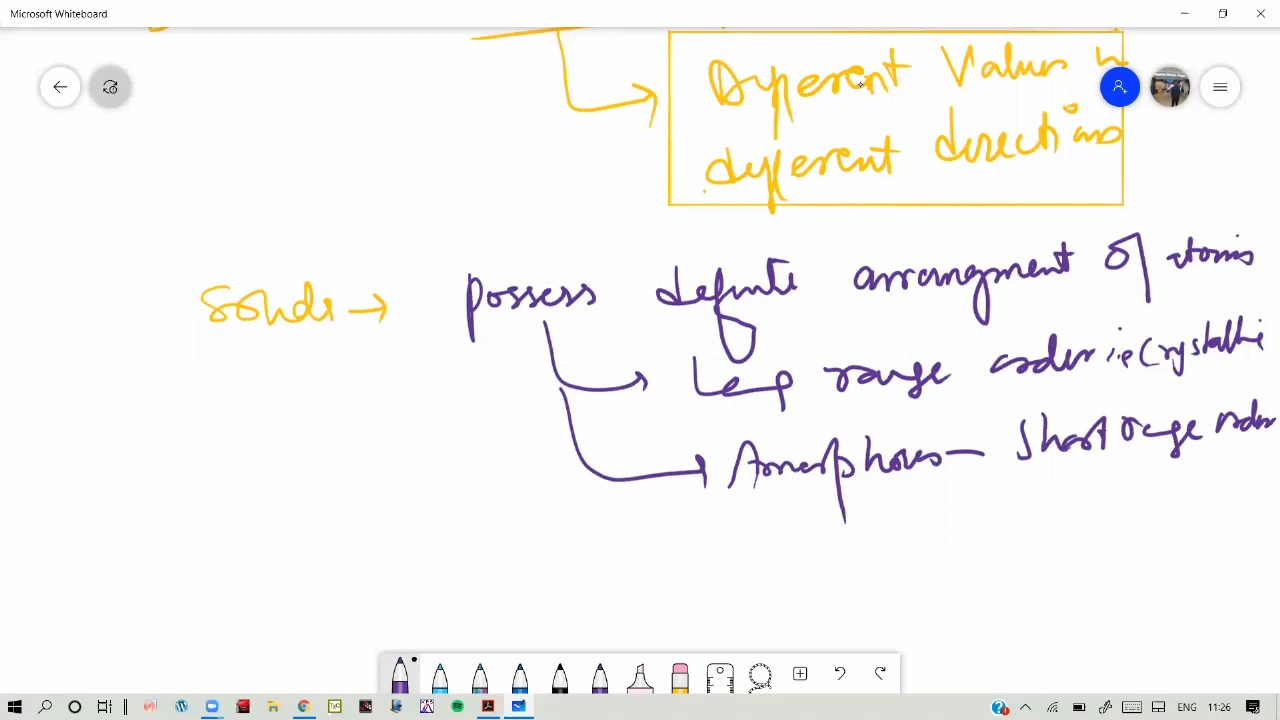 Microsoft Whiteboard
Different Values in
different directions
Solids → possess definite arrangment of atoms
Long range order i.e Crystalline
Amorphous — Short range order
ENG 11:26